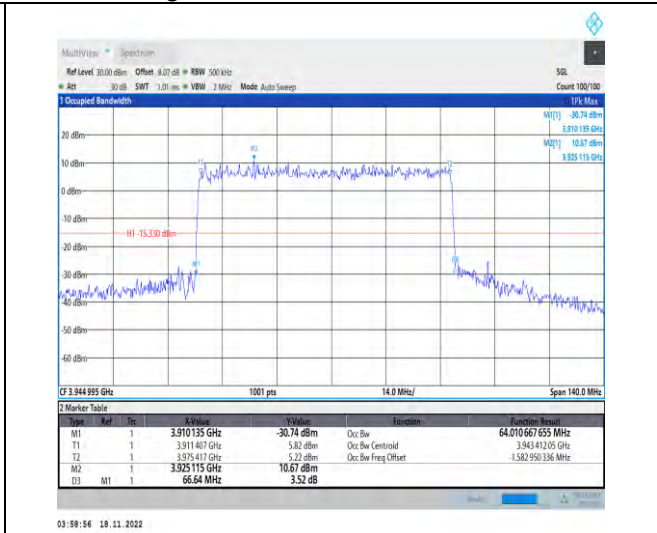 MultiView Spectrum
Ref Level 30.00 dBm Offset 8.07 dB RBW 500 kHz SGL
Att 30 dB SWT 1.01 ms VBW 2 MHz Mode Auto Sweep Count 100/100
1 Occupied Bandwidth 1Pk Max
M1[1] -30.74 dBm
3.910 135 GHz
20 dBm
M2[1] 10.67 dBm
3.925 115 GHz
M2
10 dBm
T1
0 dBm
-10 dBm
H1 -15.330 dBm
-20 dBm
M1
-30 dBm
-40 dBm
-50 dBm
-60 dBm
CF 3.944 995 GHz 1001 pts 14.0 MHz/ Span 140.0 MHz
2 Marker Table
Type Ref Trc X-Value Y-Value Function Function Result
M1 1 3.910 135 GHz -30.74 dBm Occ Bw 64.010 667 655 MHz
T1 1 3.911 407 GHz 5.82 dBm Occ Bw Centroid 3.943 412 05 GHz
T2 1 3.975 417 GHz 5.22 dBm Occ Bw Freq Offset -1.582 950 336 MHz
M2 1 3.925 115 GHz 10.67 dBm
D3 M1 1 66.64 MHz 3.52 dB
03:58:56 18.11.2022